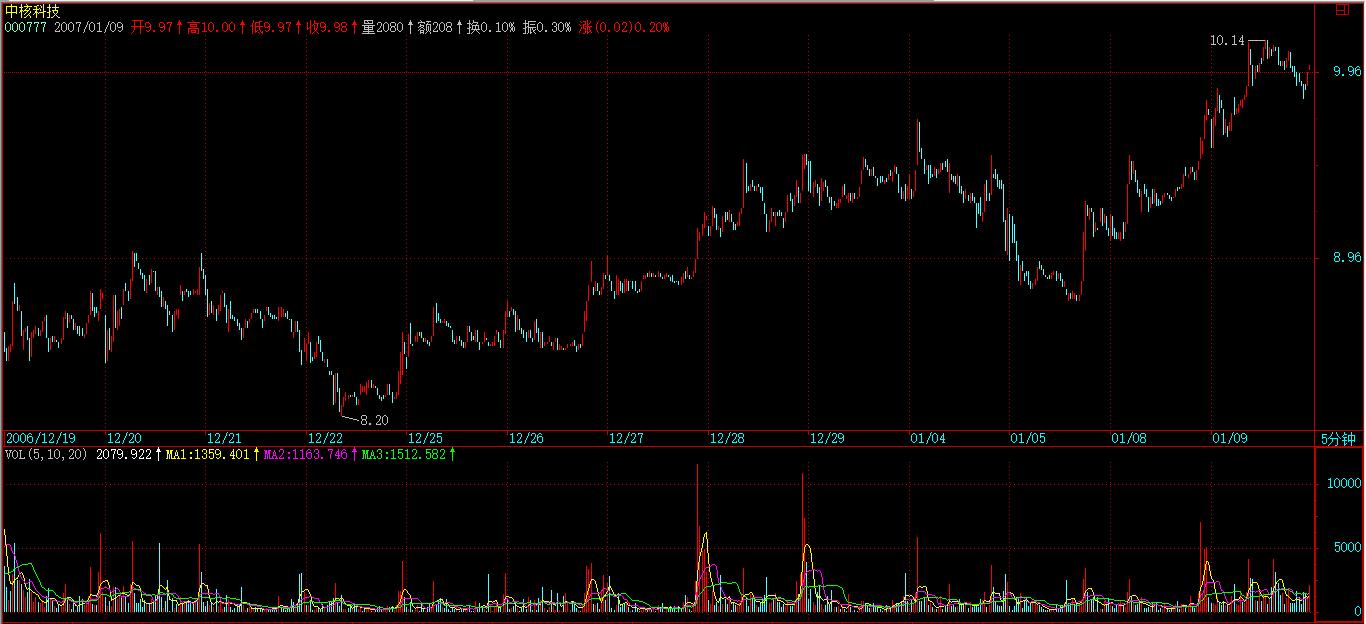 中核科技
000777 2007/01/09 开9.97↑高10.00↑低9.97↑收9.98↑量2080↑额208↑换0.10% 振0.30% 涨(0.02)0.20%
10.14
9.96
8.96
8.20
2006/12/19 12/20 12/21 12/22 12/25 12/26 12/27 12/28 12/29 01/04 01/05 01/08 01/09 5分钟
VOL(5,10,20) 2079.922↑MA1:1359.401↑MA2:1163.746↑MA3:1512.582↑
10000
5000
0